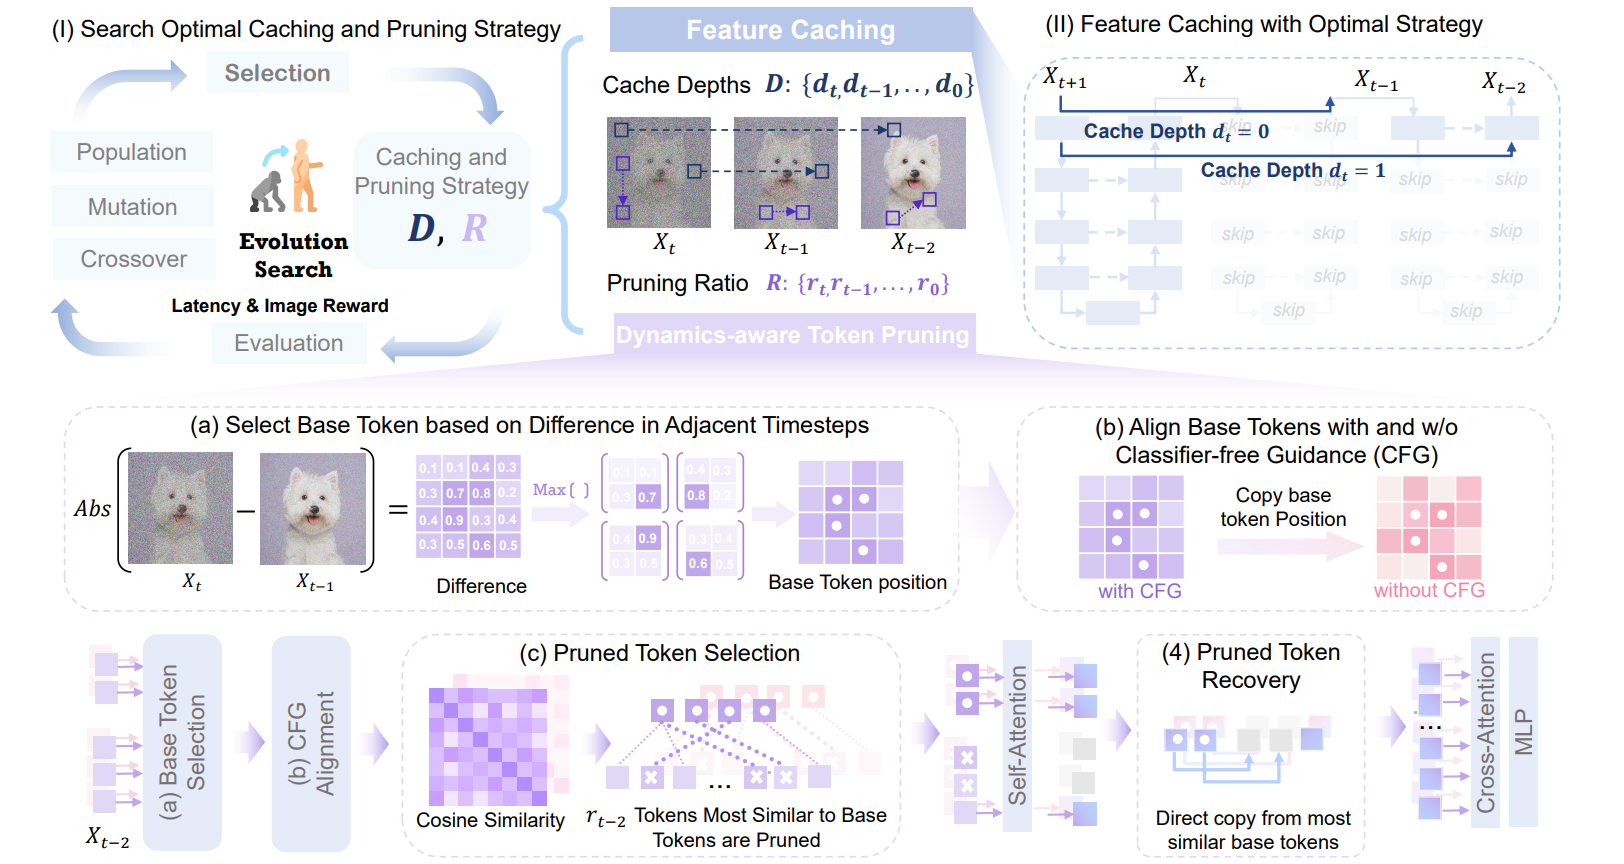 (I) Search Optimal Caching and Pruning Strategy
Selection
Population
Mutation
Crossover
Evolution
Search
Latency & Image Reward
Evaluation
Caching and
Pruning Strategy
D, R
Feature Caching
Cache Depths D: {d_t, d_{t-1}, . . , d_0}
X_t
X_{t-1}
X_{t-2}
Pruning Ratio R: {r_t, r_{t-1}, . . . , r_0}
Dynamics-aware Token Pruning
(II) Feature Caching with Optimal Strategy
X_{t+1}
X_t
X_{t-1}
X_{t-2}
skip
skip
Cache Depth d_t = 0
Cache Depth d_t = 1
skip
skip
skip
skip
skip
skip
skip
skip
skip
skip
skip
skip
skip
skip
(a) Select Base Token based on Difference in Adjacent Timesteps
Abs
X_t
−
X_{t-1}
=
0.1 0.1 0.4 0.3
0.3 0.7 0.8 0.2
0.4 0.9 0.3 0.4
0.3 0.5 0.6 0.5
Difference
Max( )
0.1 0.1
0.3 0.7
0.4 0.3
0.8 0.2
0.4 0.9
0.3 0.5
0.3 0.4
0.6 0.5
Base Token position
(b) Align Base Tokens with and w/o
Classifier-free Guidance (CFG)
Copy base
token Position
with CFG
without CFG
X_{t-2}
(a) Base Token
Selection
(b) CFG
Alignment
(c) Pruned Token Selection
Cosine Similarity
...
r_{t-2} Tokens Most Similar to Base
Tokens are Pruned
Self-Attention
(4) Pruned Token
Recovery
Direct copy from most
similar base tokens
...
Cross-Attention
MLP